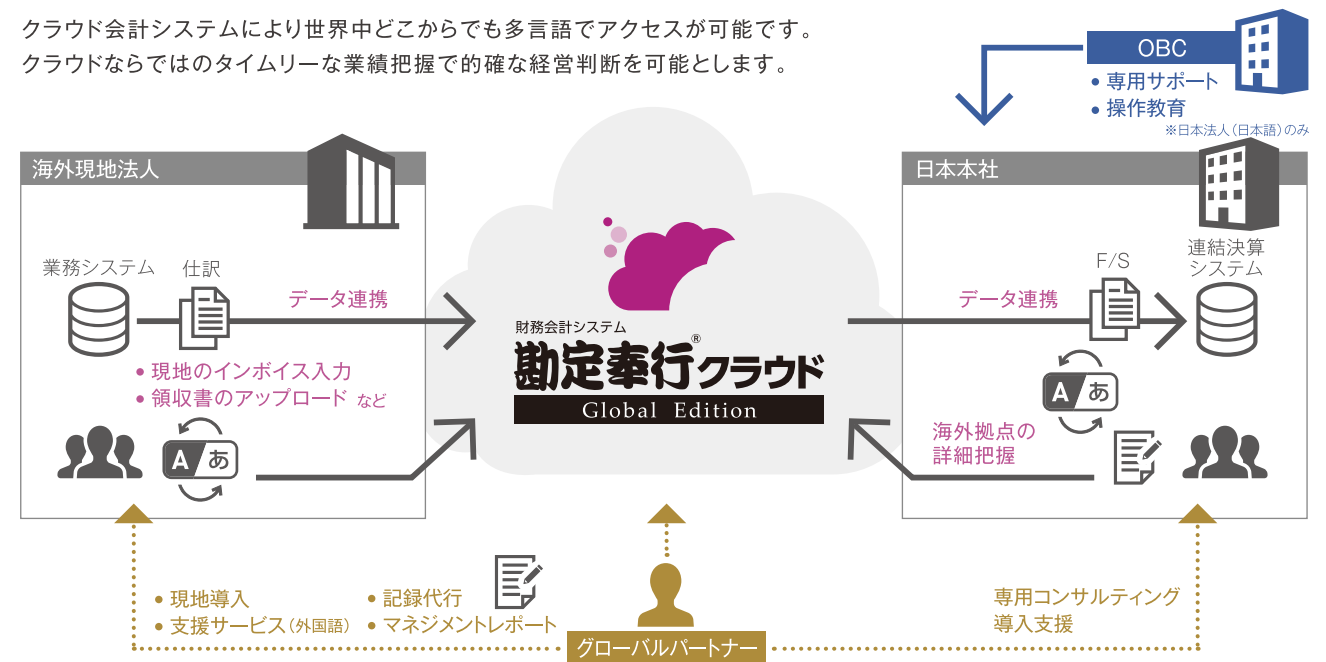 クラウド会計システムにより世界中どこからでも多言語でアクセスが可能です。
クラウドならではのタイムリーな業績把握で的確な経営判断を可能とします。
OBC
• 専用サポート
• 操作教育
※日本法人（日本語）のみ
海外現地法人
業務システム
仕訳
データ連携
• 現地のインボイス入力
• 領収書のアップロード など
A あ
財務会計システム
勘定奉行®クラウド
Global Edition
日本本社
データ連携
F/S
連結決算
システム
A あ
海外拠点の
詳細把握
• 現地導入
• 支援サービス（外国語）
• 記録代行
• マネジメントレポート
グローバルパートナー
専用コンサルティング
導入支援